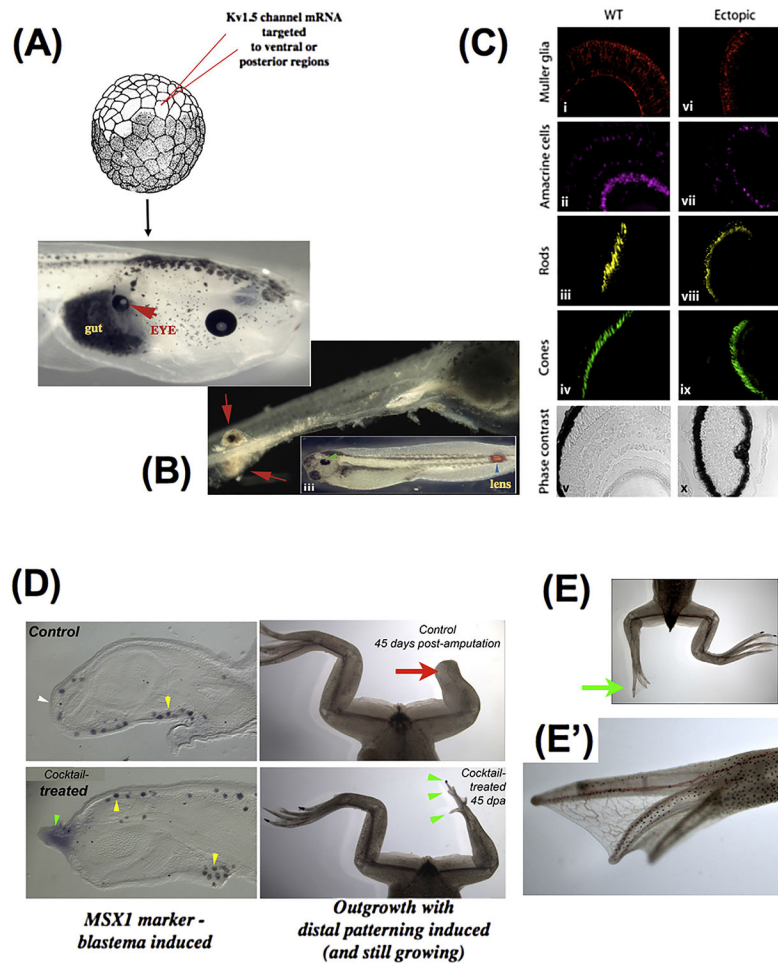 (A)
Kv1.5 channel mRNA
targeted
to ventral or
posterior regions
gut
EYE
(B)
iii
lens
(C)
WT
Ectopic
Muller glia
i
vi
Amacrine cells
ii
vii
Rods
iii
viii
Cones
iv
ix
Phase contrast
v
x
(D)
Control
Control
45 days post-amputation
Cocktail-
treated
Cocktail-
treated
45 dpa
MSX1 marker -
blastema induced
Outgrowth with
distal patterning induced
(and still growing)
(E)
(E')